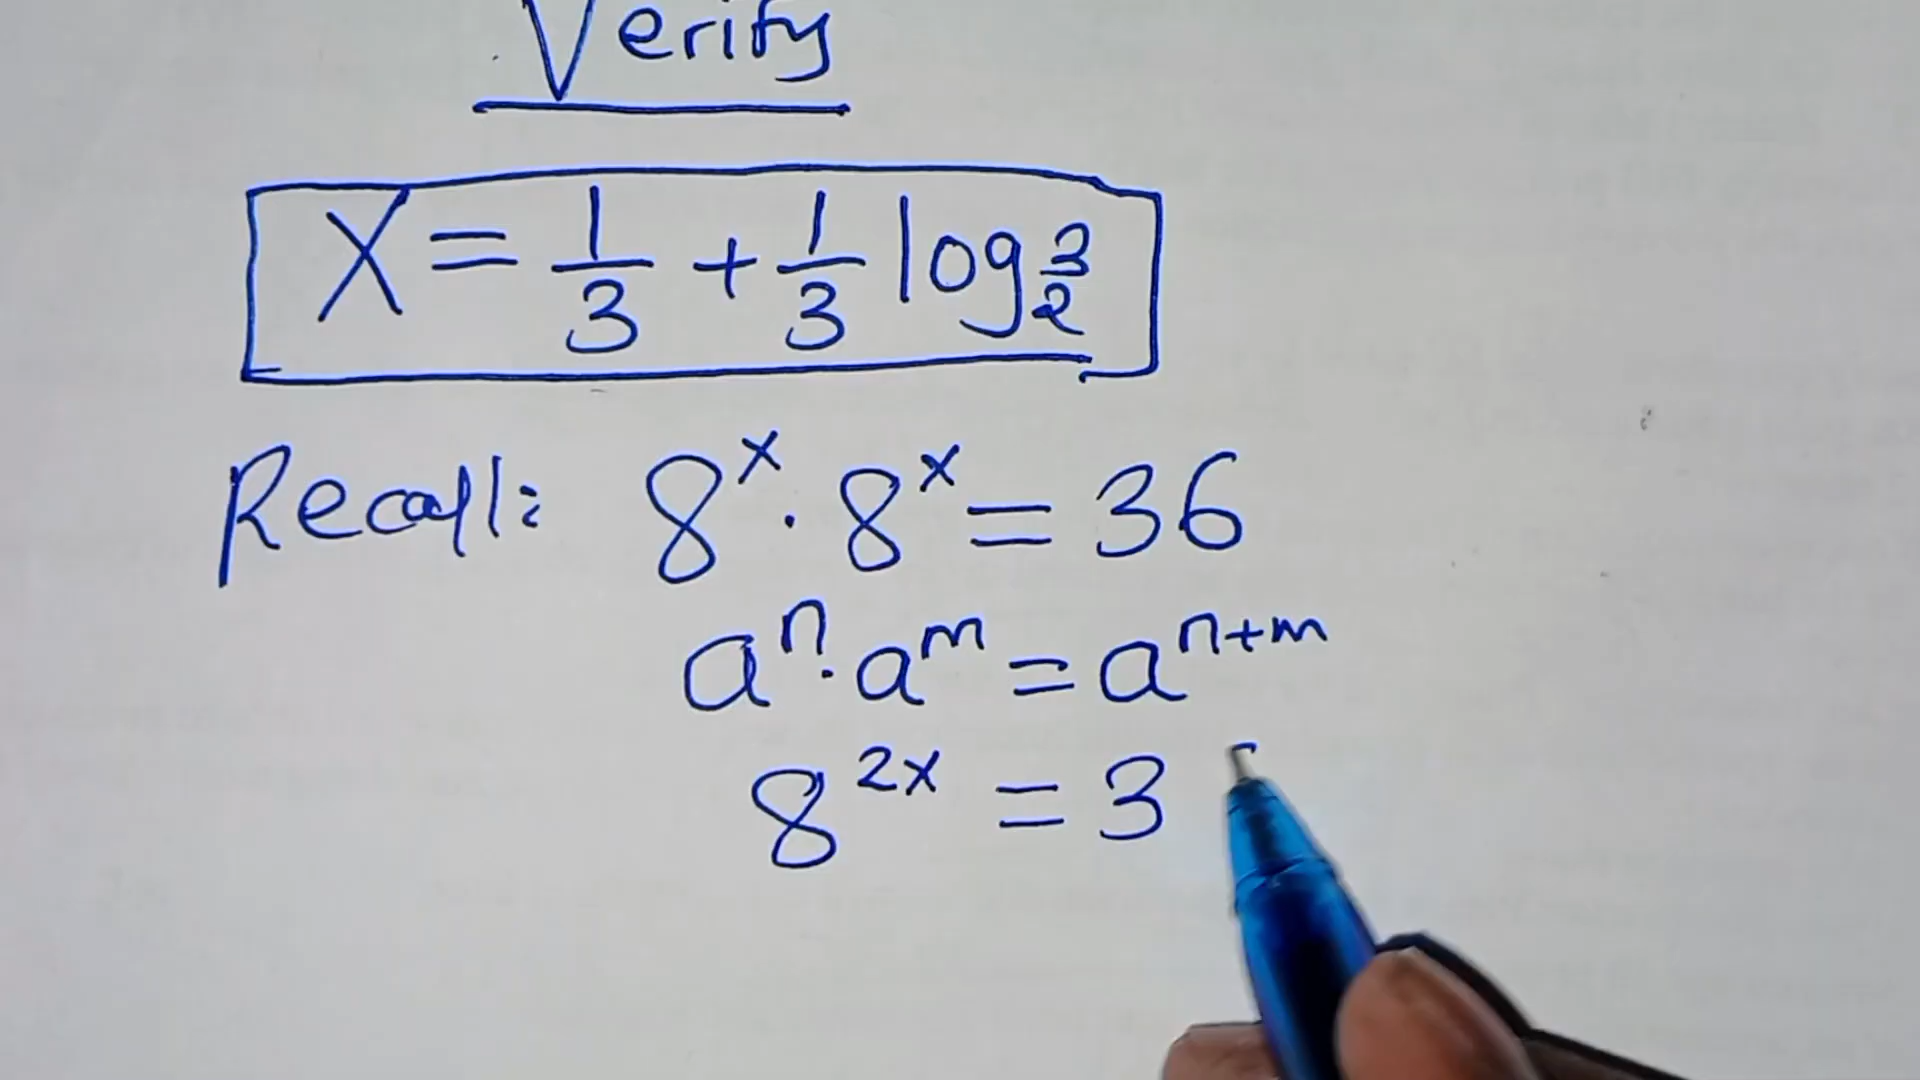 Verify
X = 1/3 + 1/3 log 3/2
Recall: 8^x · 8^x = 36
a^n · a^m = a^(n+m)
8^(2x) = 3